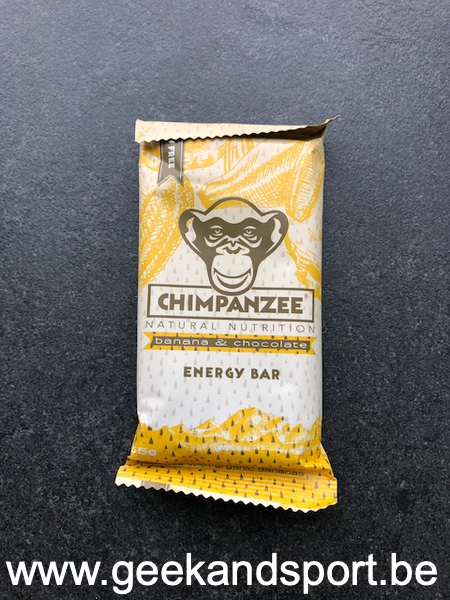 FREE
CHIMPANZEE®
NATURAL NUTRITION
banana & chocolate
ENERGY BAR
www.geekandsport.be